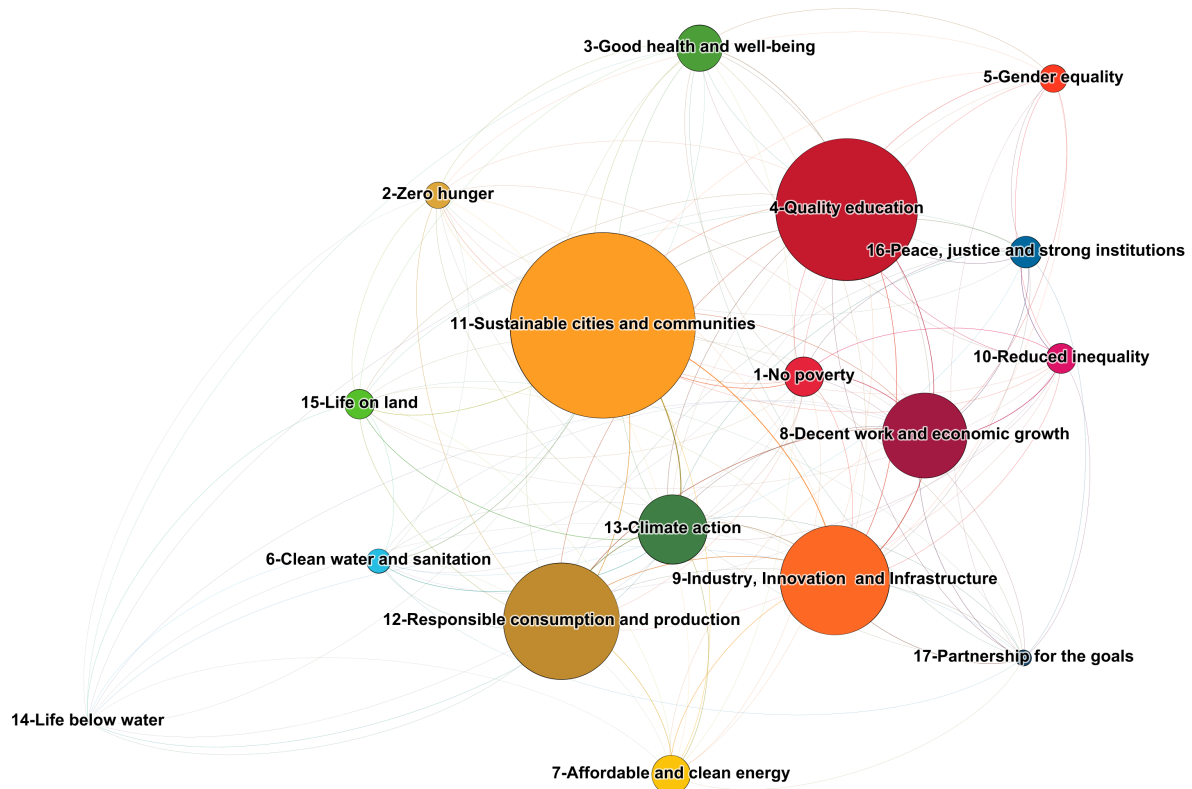 3-Good health and well-being
5-Gender equality
2-Zero hunger
4-Quality education
16-Peace, justice and strong institutions
11-Sustainable cities and communities
10-Reduced inequality
1-No poverty
15-Life on land
8-Decent work and economic growth
13-Climate action
6-Clean water and sanitation
9-Industry, Innovation  and Infrastructure
12-Responsible consumption and production
17-Partnership for the goals
14-Life below water
7-Affordable and clean energy